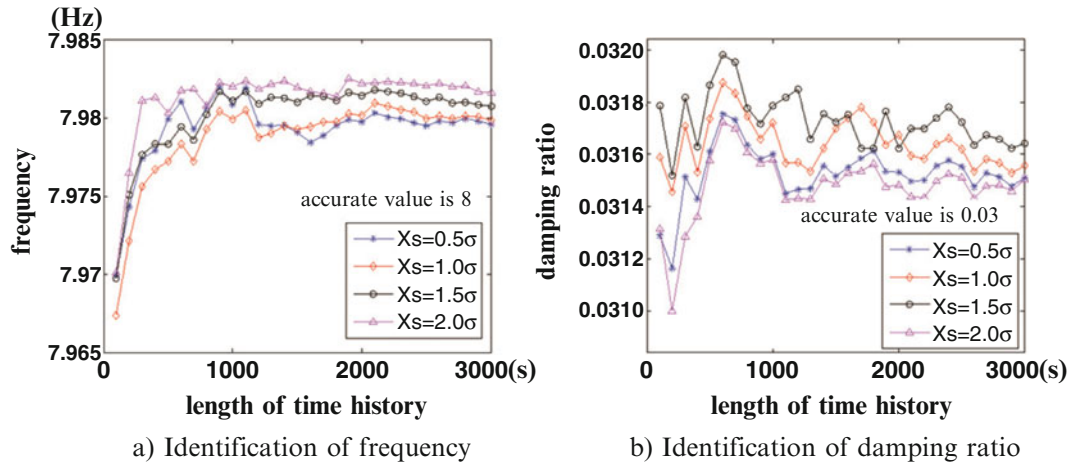 (Hz)
7.985
7.98
7.975
7.97
7.965
frequency
accurate value is 8
Xs=0.5σ
Xs=1.0σ
Xs=1.5σ
Xs=2.0σ
0 1000 2000 3000(s)
length of time history
a) Identification of frequency
0.0320
0.0318
0.0316
0.0314
0.0312
0.0310
damping ratio
accurate value is 0.03
Xs=0.5σ
Xs=1.0σ
Xs=1.5σ
Xs=2.0σ
0 1000 2000 3000(s)
length of time history
b) Identification of damping ratio